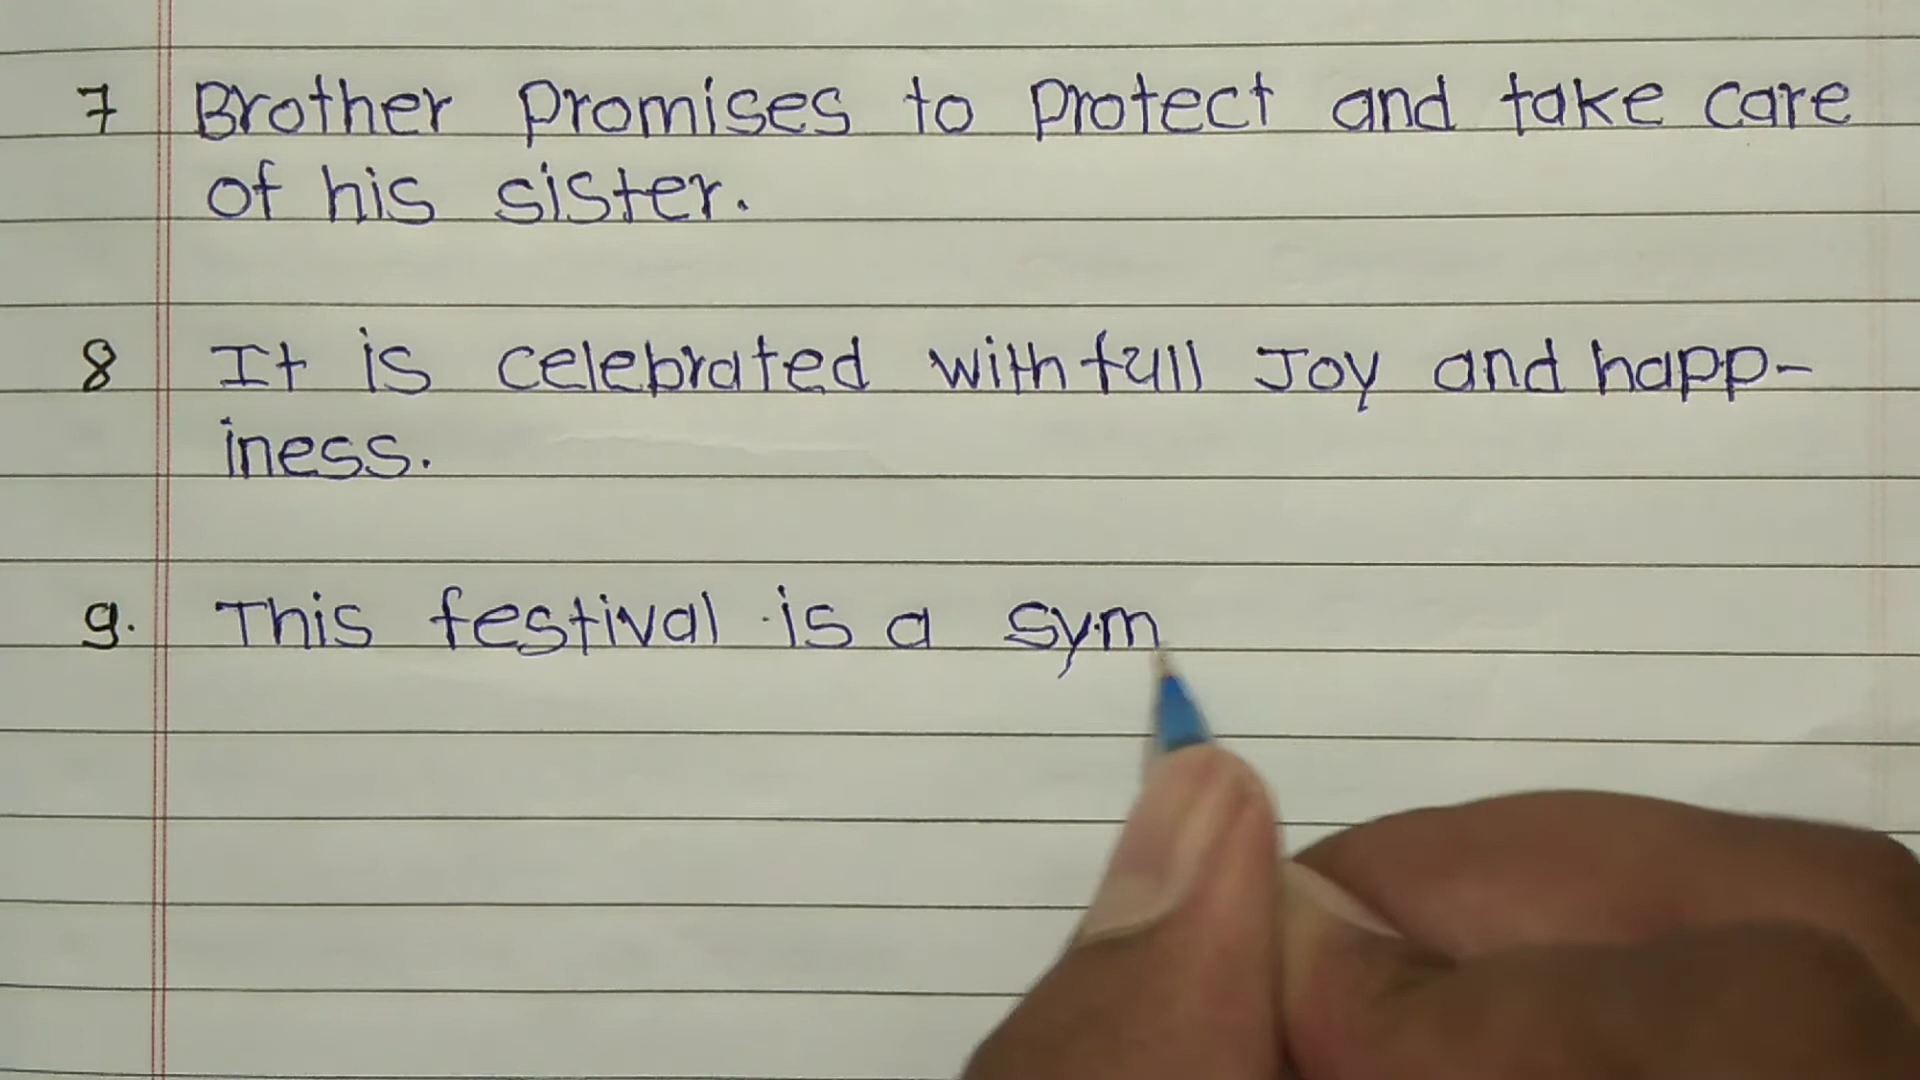 7 Brother promises to protect and take care
of his sister.
8 It is celebrated with full Joy and happ-
iness.
9. This festival is a sym